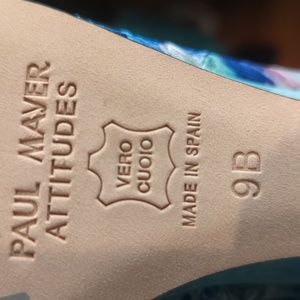 PAUL MAYER
ATTITUDES
VERO
CUOIO
MADE IN SPAIN
9B